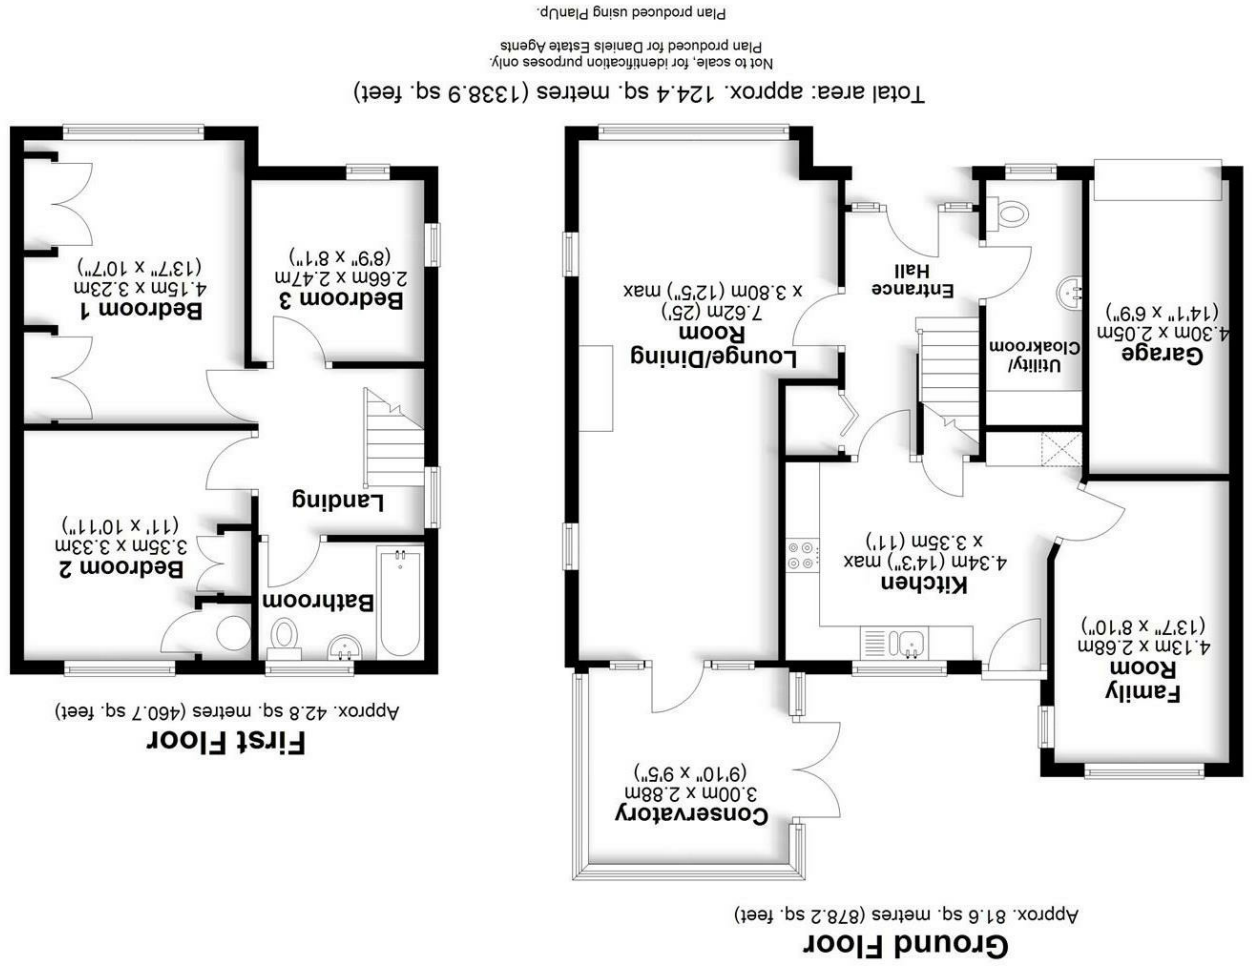 Ground Floor
Approx. 81.6 sq. metres (878.2 sq. feet)
Conservatory
3.00m x 2.88m
(9'10" x 9'5")
Family
Room
4.13m x 2.68m
(13'7" x 8'10")
Kitchen
4.34m (14'3") max
x 3.35m (11')
Lounge/Dining
Room
7.62m (25')
x 3.80m (12'5") max
Utility/
Cloakroom
Garage
4.30m x 2.05m
(14'1" x 6'9")
Entrance
Hall
First Floor
Approx. 42.8 sq. metres (460.7 sq. feet)
Bathroom
Bedroom 2
3.35m x 3.33m
(11' x 10'11")
Landing
Bedroom 3
2.66m x 2.47m
(8'9" x 8'1")
Bedroom 1
4.15m x 3.23m
(13'7" x 10'7")
Total area: approx. 124.4 sq. metres (1338.9 sq. feet)
Not to scale, for identification purposes only.
Plan produced for Daniels Estate Agents
Plan produced using PlanUp.